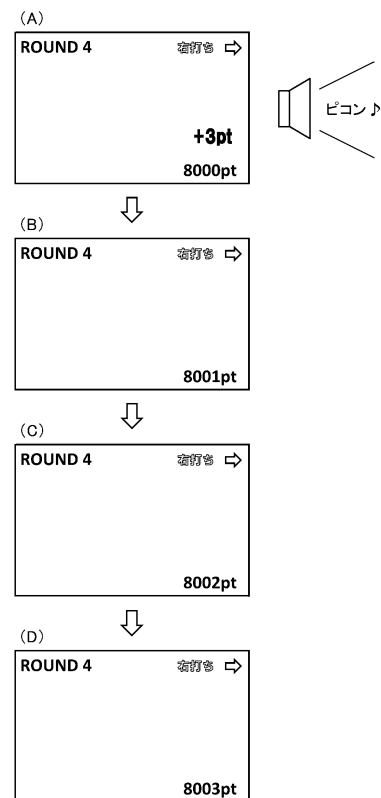 (A)
ROUND 4 右打ち ⇨
ピコン♪
+3pt
8000pt
(B)
ROUND 4 右打ち ⇨
8001pt
(C)
ROUND 4 右打ち ⇨
8002pt
(D)
ROUND 4 右打ち ⇨
8003pt